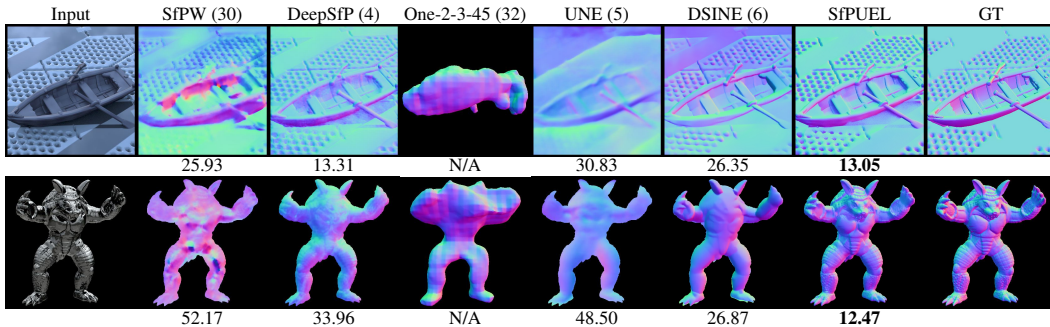 Input SfPW (30) DeepSfP (4) One-2-3-45 (32) UNE (5) DSINE (6) SfPUEL GT
25.93 13.31 N/A 30.83 26.35 13.05
52.17 33.96 N/A 48.50 26.87 12.47